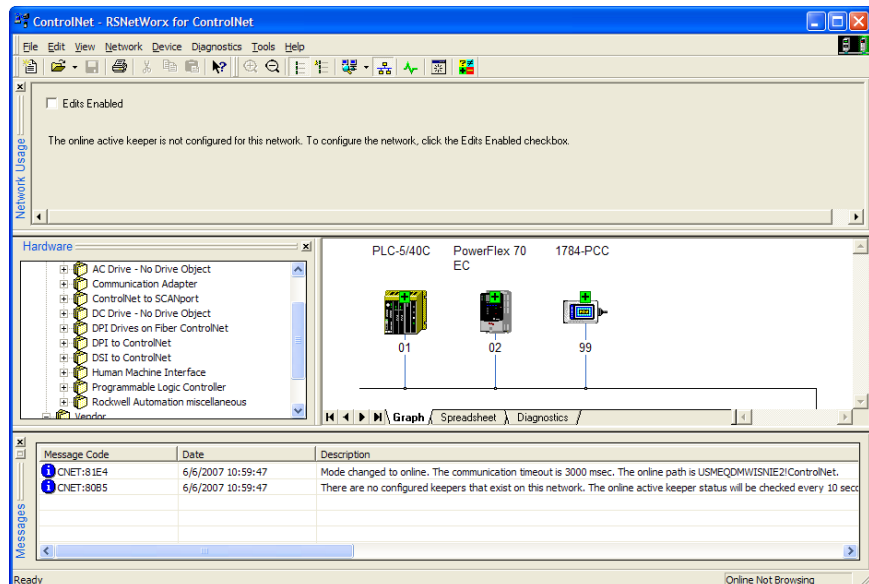 ControlNet - RSNetWorx for ControlNet
File Edit View Network Device Diagnostics Tools Help
Network Usage
Edits Enabled
The online active keeper is not configured for this network. To configure the network, click the Edits Enabled checkbox.
Hardware
AC Drive - No Drive Object
Communication Adapter
ControlNet to SCANport
DC Drive - No Drive Object
DPI Drives on Fiber ControlNet
DPI to ControlNet
DSI to ControlNet
Human Machine Interface
Programmable Logic Controller
Rockwell Automation miscellaneous
Vendor
PLC-5/40C PowerFlex 70 EC 1784-PCC
01 02 99
Graph Spreadsheet Diagnostics
Messages
Message Code Date Description
CNET:81E4 6/6/2007 10:59:47 Mode changed to online. The communication timeout is 3000 msec. The online path is USMEQDMWISNIE2!ControlNet.
CNET:80B5 6/6/2007 10:59:47 There are no configured keepers that exist on this network. The online active keeper status will be checked every 10 seco
Ready Online Not Browsing